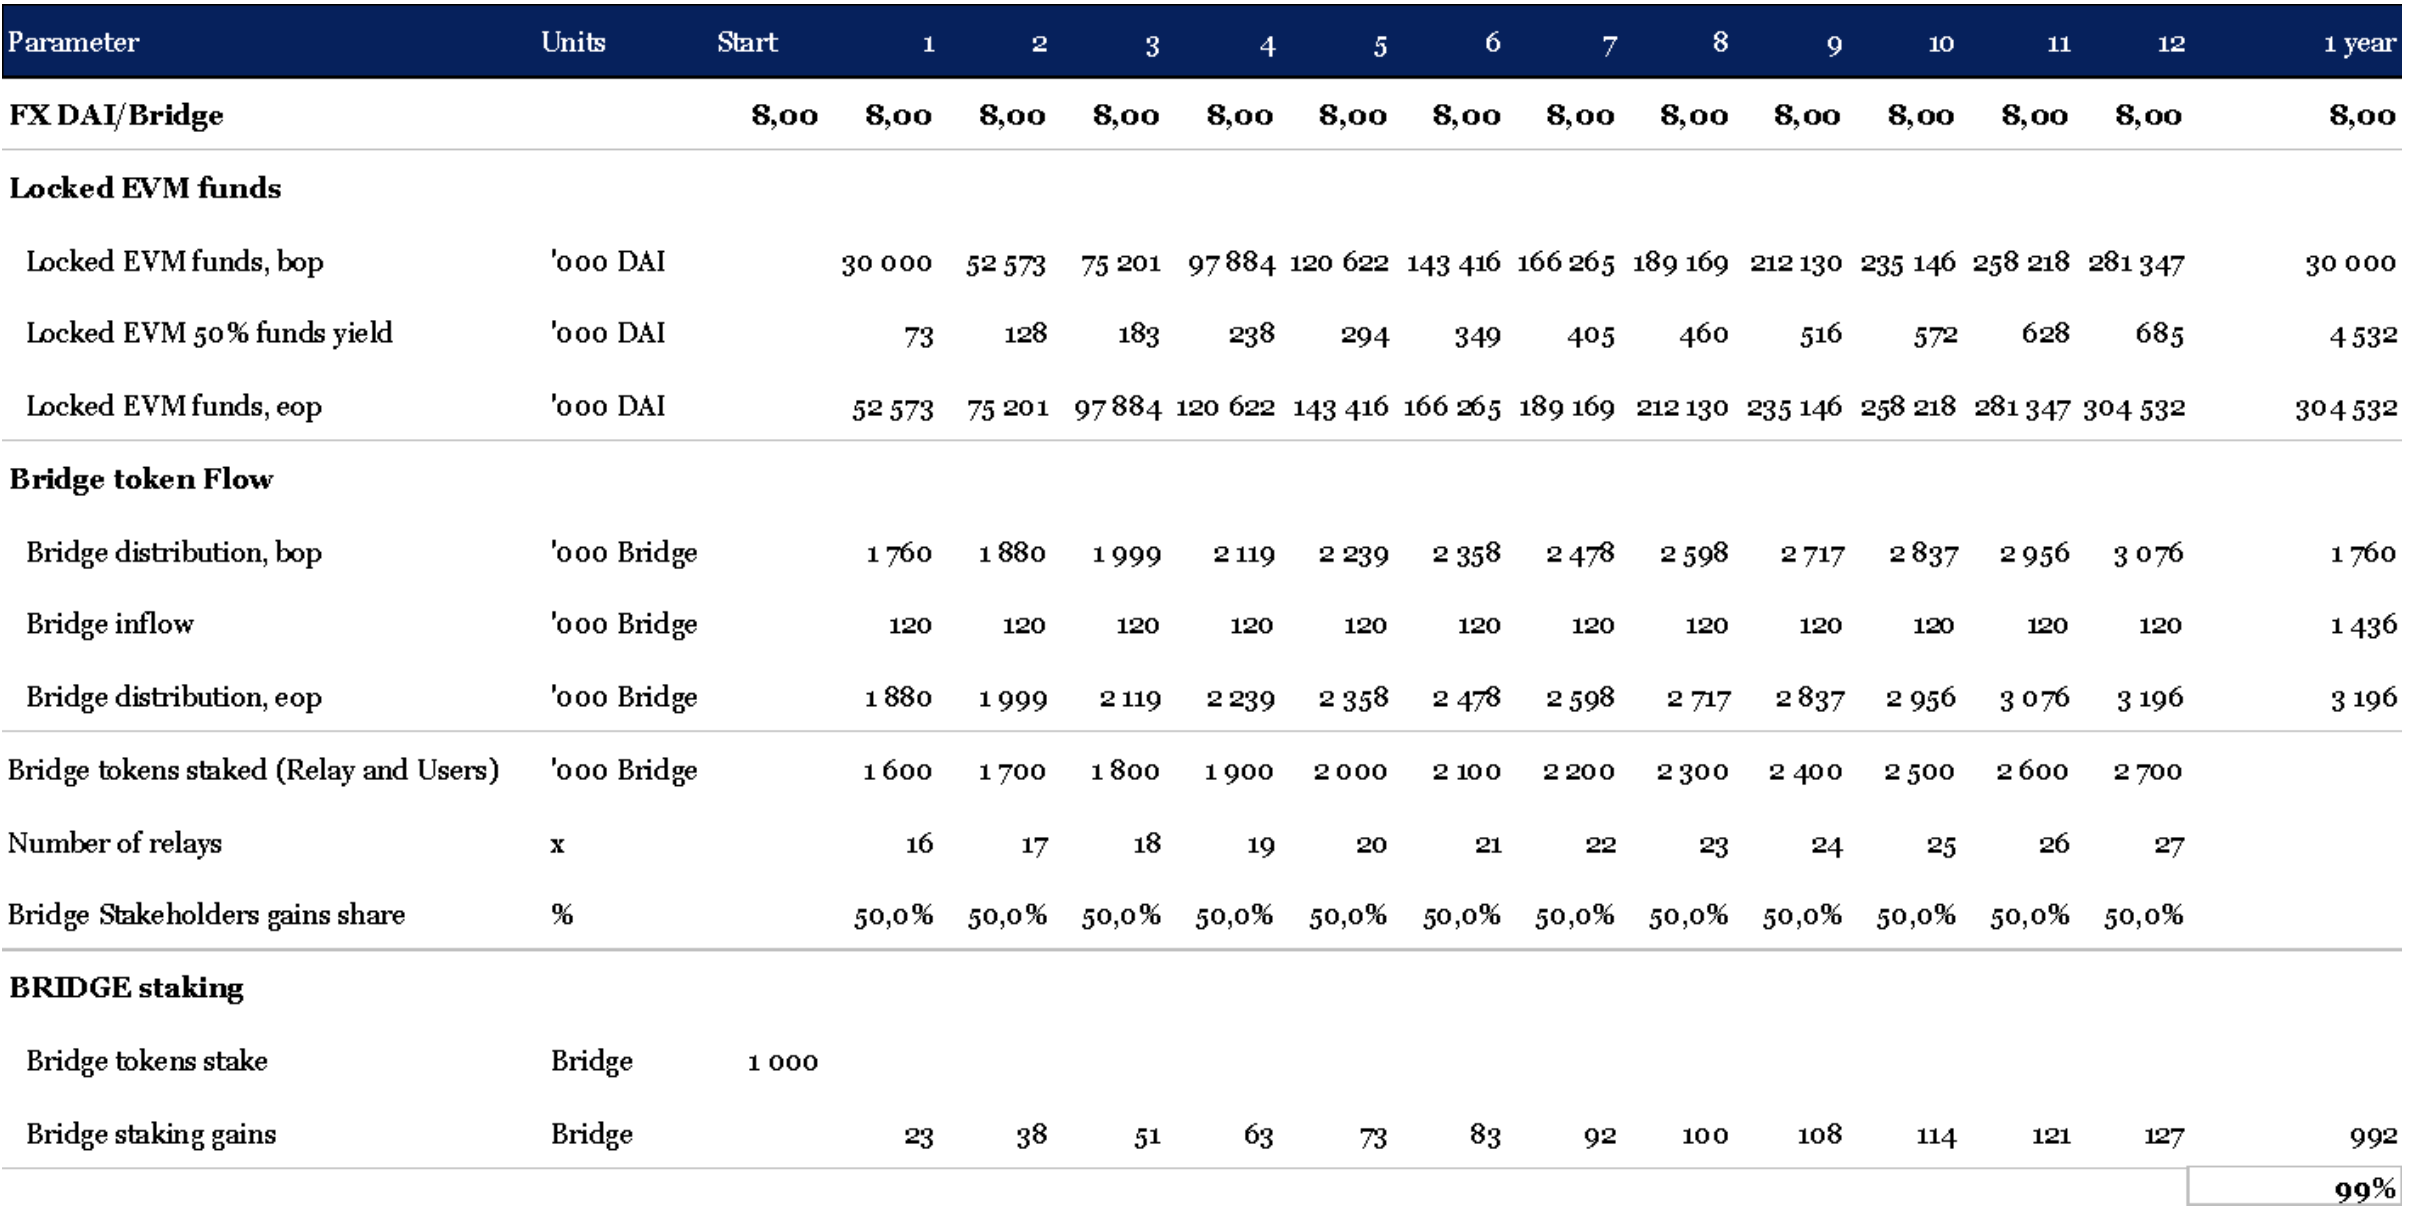 Parameter Units Start 1 2 3 4 5 6 7 8 9 10 11 12 1 year
FX DAI/Bridge 8,00 8,00 8,00 8,00 8,00 8,00 8,00 8,00 8,00 8,00 8,00 8,00 8,00 8,00
Locked EVM funds
Locked EVM funds, bop '000 DAI 30 000 52 573 75 201 97 884 120 622 143 416 166 265 189 169 212 130 235 146 258 218 281 347 30 000
Locked EVM 50% funds yield '000 DAI 73 128 183 238 294 349 405 460 516 572 628 685 4 532
Locked EVM funds, eop '000 DAI 52 573 75 201 97 884 120 622 143 416 166 265 189 169 212 130 235 146 258 218 281 347 304 532 304 532
Bridge token Flow
Bridge distribution, bop '000 Bridge 1 760 1 880 1 999 2 119 2 239 2 358 2 478 2 598 2 717 2 837 2 956 3 076 1 760
Bridge inflow '000 Bridge 120 120 120 120 120 120 120 120 120 120 120 120 1 436
Bridge distribution, eop '000 Bridge 1 880 1 999 2 119 2 239 2 358 2 478 2 598 2 717 2 837 2 956 3 076 3 196 3 196
Bridge tokens staked (Relay and Users) '000 Bridge 1 600 1 700 1 800 1 900 2 000 2 100 2 200 2 300 2 400 2 500 2 600 2 700
Number of relays x 16 17 18 19 20 21 22 23 24 25 26 27
Bridge Stakeholders gains share % 50,0% 50,0% 50,0% 50,0% 50,0% 50,0% 50,0% 50,0% 50,0% 50,0% 50,0% 50,0%
BRIDGE staking
Bridge tokens stake Bridge 1 000
Bridge staking gains Bridge 23 38 51 63 73 83 92 100 108 114 121 127 992
99%